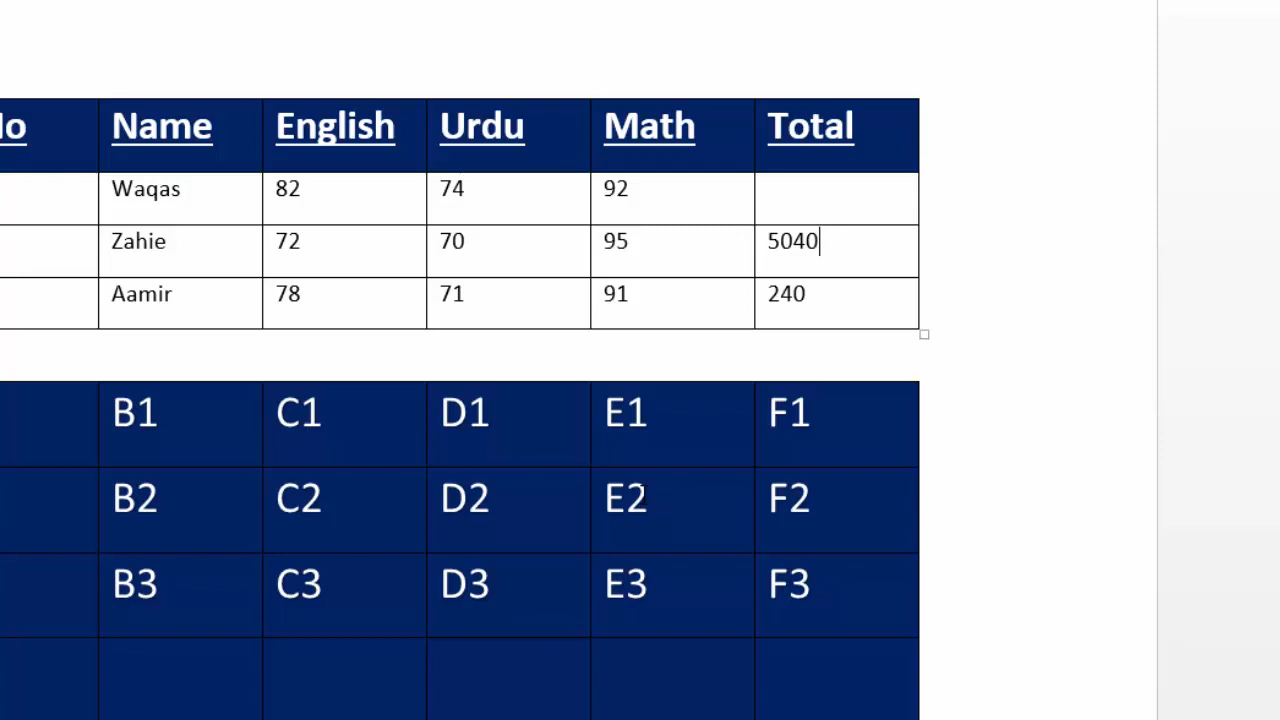 lo Name English Urdu Math Total
Waqas 82 74 92
Zahie 72 70 95 5040
Aamir 78 71 91 240
B1 C1 D1 E1 F1
B2 C2 D2 E2 F2
B3 C3 D3 E3 F3